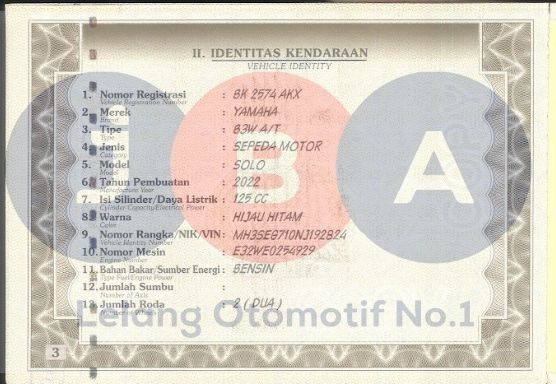 II. IDENTITAS KENDARAAN
VEHICLE IDENTITY
1. Nomor Registrasi : BK 2574 AKX
Vehicle Registration Number
2. Merek : YAMAHA
Brand
3. Tipe : B3W A/T
Type
4. Jenis : SEPEDA MOTOR
Category
5. Model : SOLO
Model
6. Tahun Pembuatan : 2022
Manufacture Year
7. Isi Silinder/Daya Listrik : 125 CC
Cylinder Capacity/Electrical Power
8. Warna : HIJAU HITAM
Color
9. Nomor Rangka/NIK/VIN : MH3SEG710NJ192824
Vehicle Identity Number
10. Nomor Mesin : E32WE0254929
Engine Number
11. Bahan Bakar/Sumber Energi : BENSIN
Type Fuel/Engine Power
12. Jumlah Sumbu :
Number of Axis
13. Jumlah Roda : 2 ( DUA )
Number of Wheels
IBA
Lelang Otomotif No.1
3